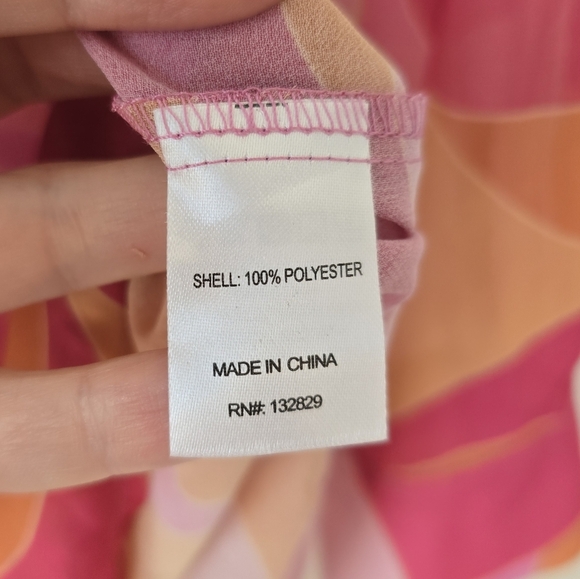 SHELL: 100% POLYESTER
MADE IN CHINA
RN#: 132829